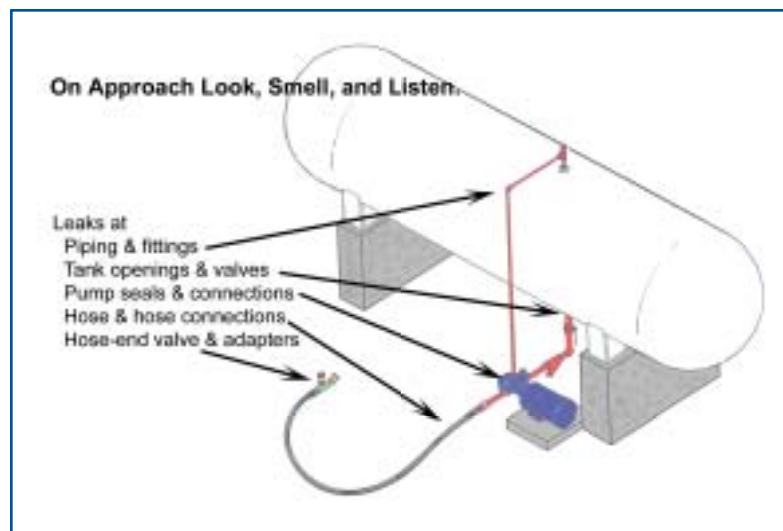 On Approach Look, Smell, and Listen:
Leaks at
Piping & fittings
Tank openings & valves
Pump seals & connections
Hose & hose connections
Hose-end valve & adapters